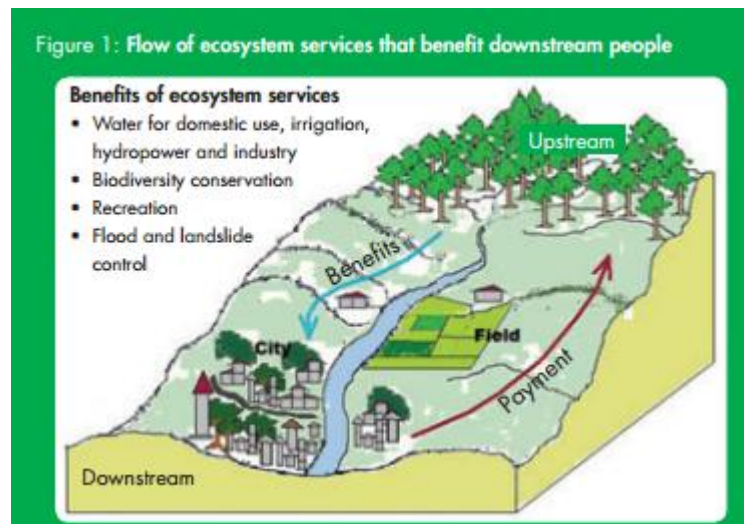 Figure 1: Flow of ecosystem services that benefit downstream people
Benefits of ecosystem services
• Water for domestic use, irrigation,
hydropower and industry
• Biodiversity conservation
• Recreation
• Flood and landslide
control
Upstream
Benefits
City
Field
Payment
Downstream